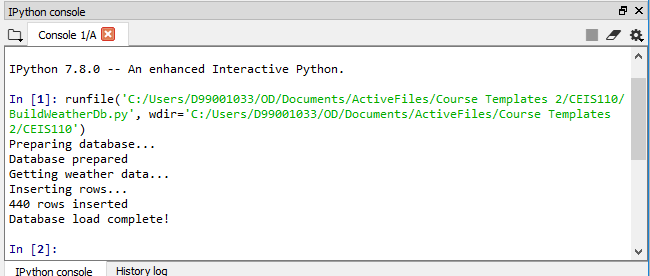 IPython console
Console 1/A
IPython 7.8.0 -- An enhanced Interactive Python.
In [1]: runfile('C:/Users/D99001033/OD/Documents/ActiveFiles/Course Templates 2/CEIS110/
BuildWeatherDb.py', wdir='C:/Users/D99001033/OD/Documents/ActiveFiles/Course Templates
2/CEIS110')
Preparing database...
Database prepared
Getting weather data...
Inserting rows...
440 rows inserted
Database load complete!
In [2]:
IPython console History log